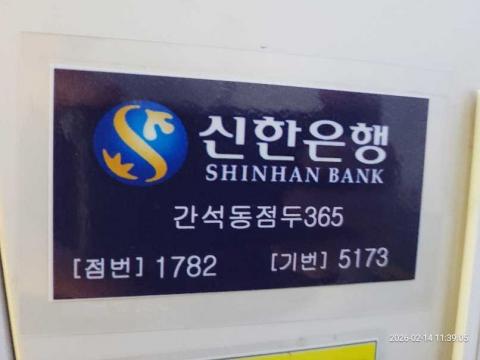 신한은행
SHINHAN BANK
간석동점두365
[점번] 1782 [기번] 5173
2026-02-14 11:39:05